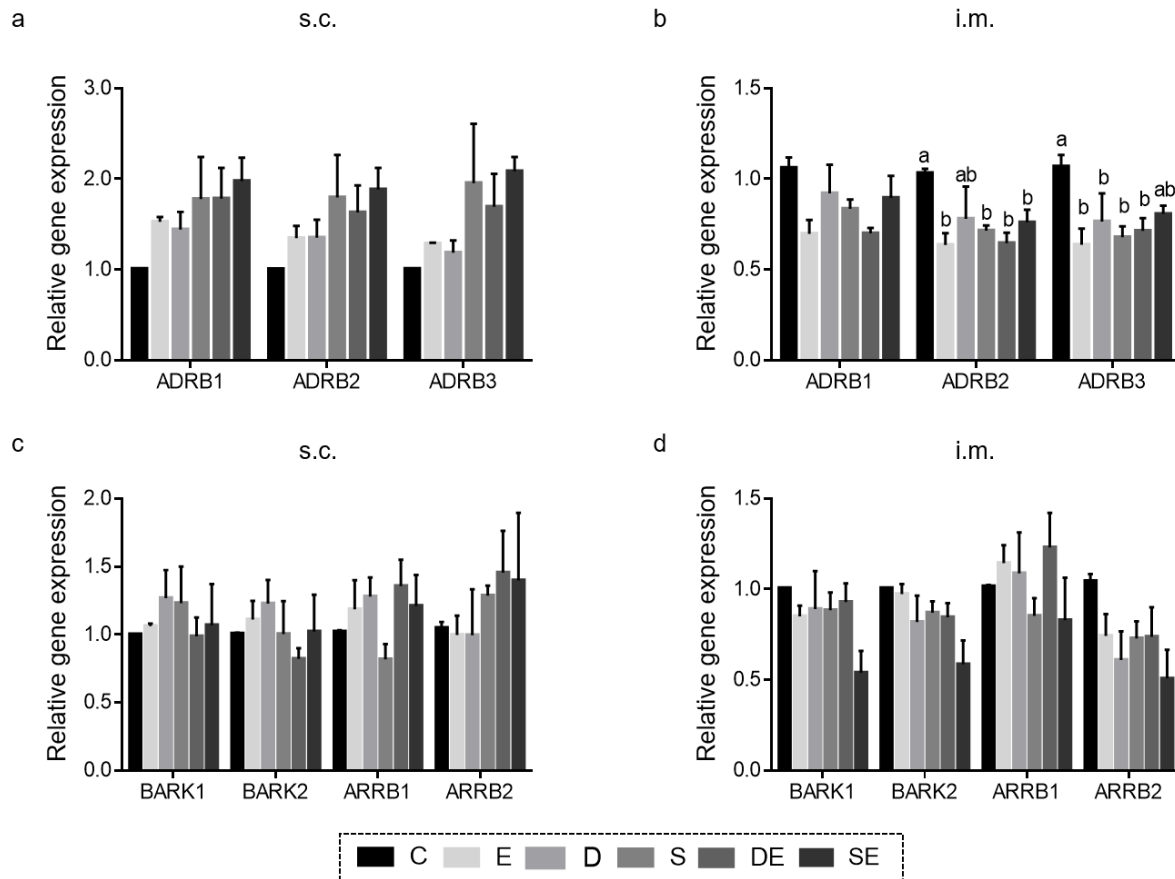 a
s.c.
b
i.m.
Relative gene expression
3.0
2.0
1.0
0.0
ADRB1 ADRB2 ADRB3
Relative gene expression
1.5
1.0
0.5
0.0
a a
ab b ab
b b b b b b b
ADRB1 ADRB2 ADRB3
c
s.c.
d
i.m.
Relative gene expression
2.0
1.5
1.0
0.5
0.0
BARK1 BARK2 ARRB1 ARRB2
Relative gene expression
1.5
1.0
0.5
0.0
BARK1 BARK2 ARRB1 ARRB2
C E D S DE SE